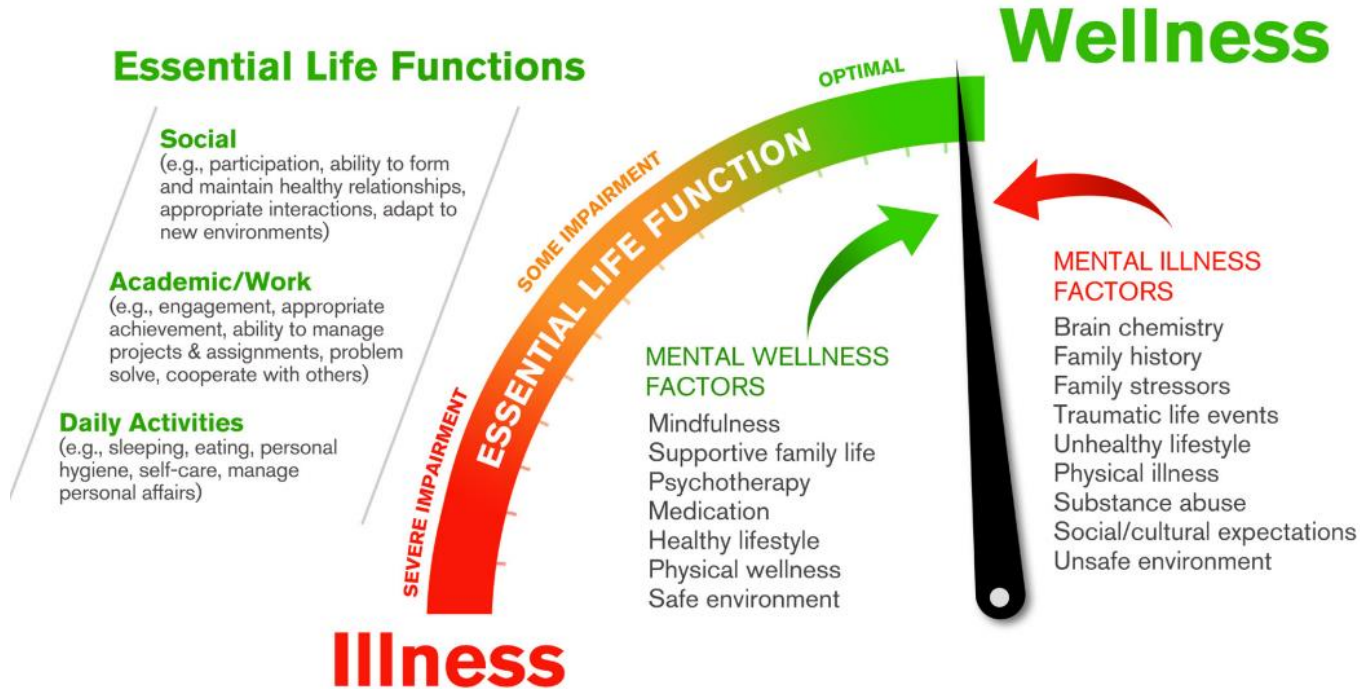 Wellness
Essential Life Functions
Social
(e.g., participation, ability to form
and maintain healthy relationships,
appropriate interactions, adapt to
new environments)
Academic/Work
(e.g., engagement, appropriate
achievement, ability to manage
projects & assignments, problem
solve, cooperate with others)
Daily Activities
(e.g., sleeping, eating, personal
hygiene, self-care, manage
personal affairs)
OPTIMAL
SOME IMPAIRMENT
SEVERE IMPAIRMENT
ESSENTIAL LIFE FUNCTION
MENTAL WELLNESS
FACTORS
Mindfulness
Supportive family life
Psychotherapy
Medication
Healthy lifestyle
Physical wellness
Safe environment
MENTAL ILLNESS
FACTORS
Brain chemistry
Family history
Family stressors
Traumatic life events
Unhealthy lifestyle
Physical illness
Substance abuse
Social/cultural expectations
Unsafe environment
Illness